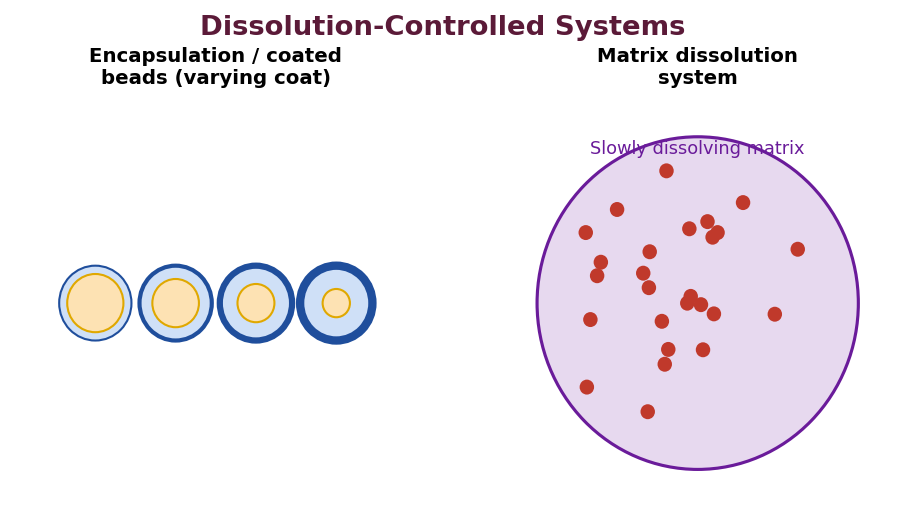 Dissolution-Controlled Systems
Encapsulation / coated
beads (varying coat)
Matrix dissolution
system
Slowly dissolving matrix